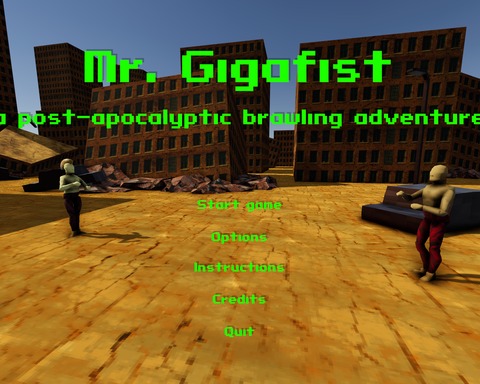 Mr. Gigafist
a post-apocalyptic brawling adventure
Start game
Options
Instructions
Credits
Quit